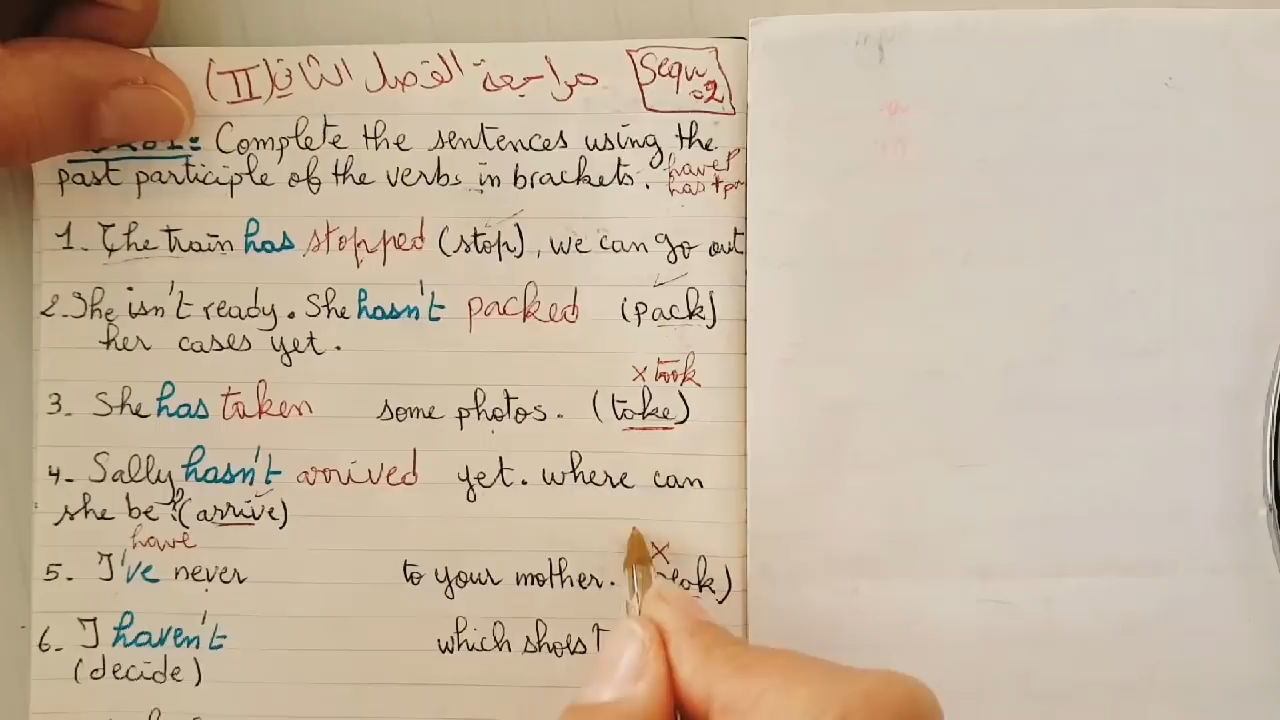 مراجعة الفصل الثاني (II) Sequ=2
Complete the sentences using the
past participle of the verbs in brackets.
have
has + pp
1. The train has stopped (stop), we can go out
2. She isn't ready. She hasn't packed (pack)
her cases yet.
x took
3. She has taken some photos. (take)
4. Sally hasn't arrived yet. where can
she be? (arrive)
have
5. I've never to your mother.
x
6. I haven't which shoes
(decide)